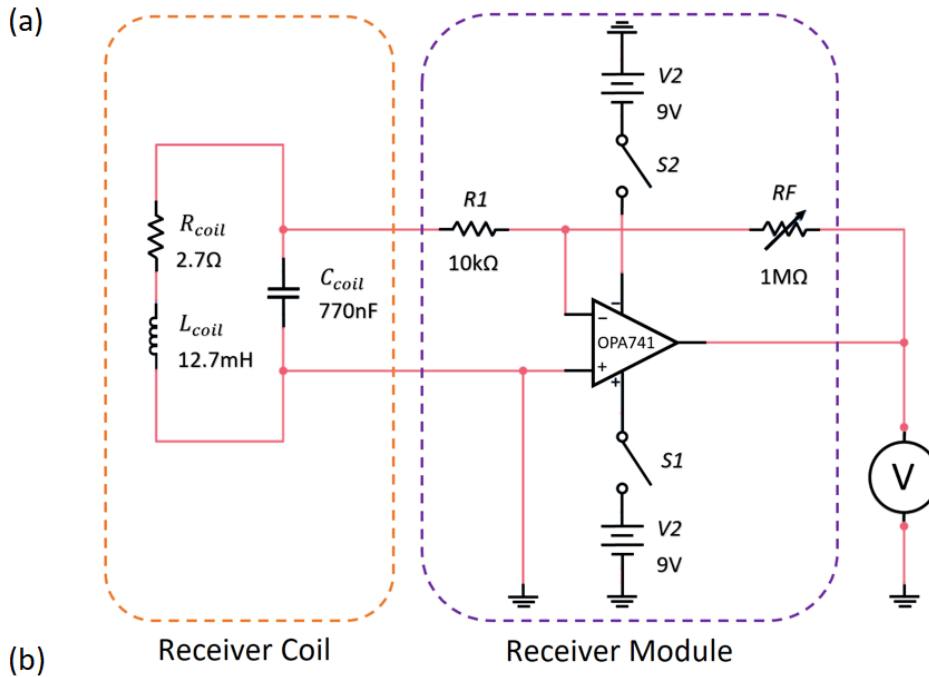 (a)
V2
9V
S2
R1
10kΩ
RF
1MΩ
R_coil
2.7Ω
C_coil
770nF
L_coil
12.7mH
−
−
OPA741
+
+
S1
V
V2
9V
Receiver Coil
Receiver Module
(b)